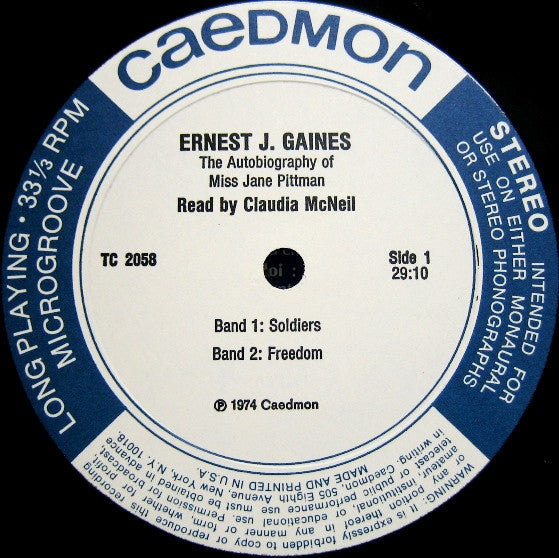 CAEDMON
ERNEST J. GAINES
The Autobiography of
Miss Jane Pittman
Read by Claudia McNeil
TC 2058
Side 1
29:10
Band 1: Soldiers
Band 2: Freedom
℗ 1974 Caedmon
LONG PLAYING · 33 1/3 RPM
MICROGROOVE
STEREO INTENDED FOR
USE ON EITHER MONAURAL
OR STEREO PHONOGRAPHS
WARNING: It is expressly forbidden to copy or reproduce this recording
or any portion thereof in any manner or form, whether for profit,
amateur, institutional or educational use. Permission for broadcast,
telecast or public performance must be obtained in advance
in writing. Caedmon, 505 Eighth Avenue, New York, N.Y. 10018.
MADE AND PRINTED IN U.S.A.